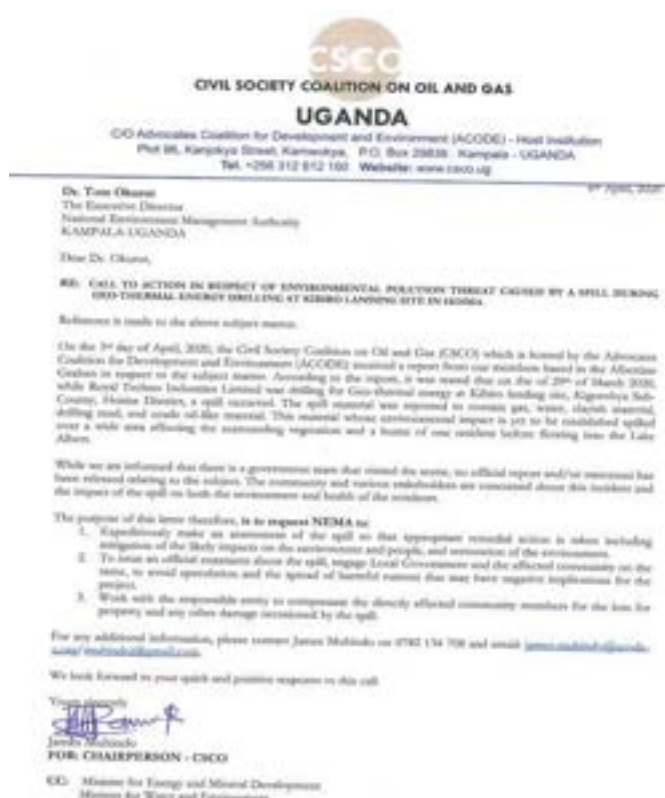 CSCO
CIVIL SOCIETY COALITION ON OIL AND GAS
UGANDA
C/O Advocates Coalition for Development and Environment (ACODE) - Host Institution
Plot 96, Kanjokya Street, Kamwokya, P.O. Box 29836 Kampala - UGANDA
Tel. +256 312 812 150 Website: www.csco.ug
April, 2020
Dr. Tom Okurut
The Executive Director
National Environment Management Authority
KAMPALA-UGANDA
Dear Dr. Okurut,
RE: CALL TO ACTION IN RESPECT OF ENVIRONMENTAL POLUTION THREAT CAUSED BY A SPILL DURING
GEO-THERMAL ENERGY DRILLING AT KIBIRO LANDING SITE IN HOIMA.
Reference is made to the above subject matter.
On the 3rd day of April, 2020, the Civil Society Coalition on Oil and Gas (CSCO) which is hosted by the Advocates
Coalition for Development and Environment (ACODE) received a report from our members based in the Albertine
Graben in respect to the subject matter. According to the report, it was stated that on the of 29th of March 2020,
while Royal Techno Industries Limited was drilling for Geo-thermal energy at Kibiro landing site, Kigorobya Sub-
County, Hoima District, a spill occurred. The spill material was reported to contain gas, water, clayish material,
drilling mud, and crude oil-like material. This material whose environmental impact is yet to be established spilled
over a wide area affecting the surrounding vegetation and a home of one resident before flowing into the Lake
Albert.
While we are informed that there is a government team that visited the scene, no official report and/or statement has
been released relating to the subject. The community and various stakeholders are concerned about this incident and
the impact of the spill on both the environment and health of the residents.
The purpose of this letter therefore, is to request NEMA to:
1. Expeditiously make an assessment of the spill so that appropriate remedial action is taken including
mitigation of the likely impacts on the environment and people, and restoration of the environment.
2. To issue an official statement about the spill, engage Local Government and the affected community on the
same, to avoid speculation and the spread of harmful rumors that may have negative implications for the
project.
3. Work with the responsible entity to compensate the directly affected community members for the loss for
property and any other damage occasioned by the spill.
For any additional information, please contact James Muhindo on 0782 134 708 and email:
We look forward to your quick and positive response to this call.
Yours sincerely
James Muhindo
FOR: CHAIRPERSON - CSCO
CC: Minister for Energy and Mineral Development
Minister for Water and Environment